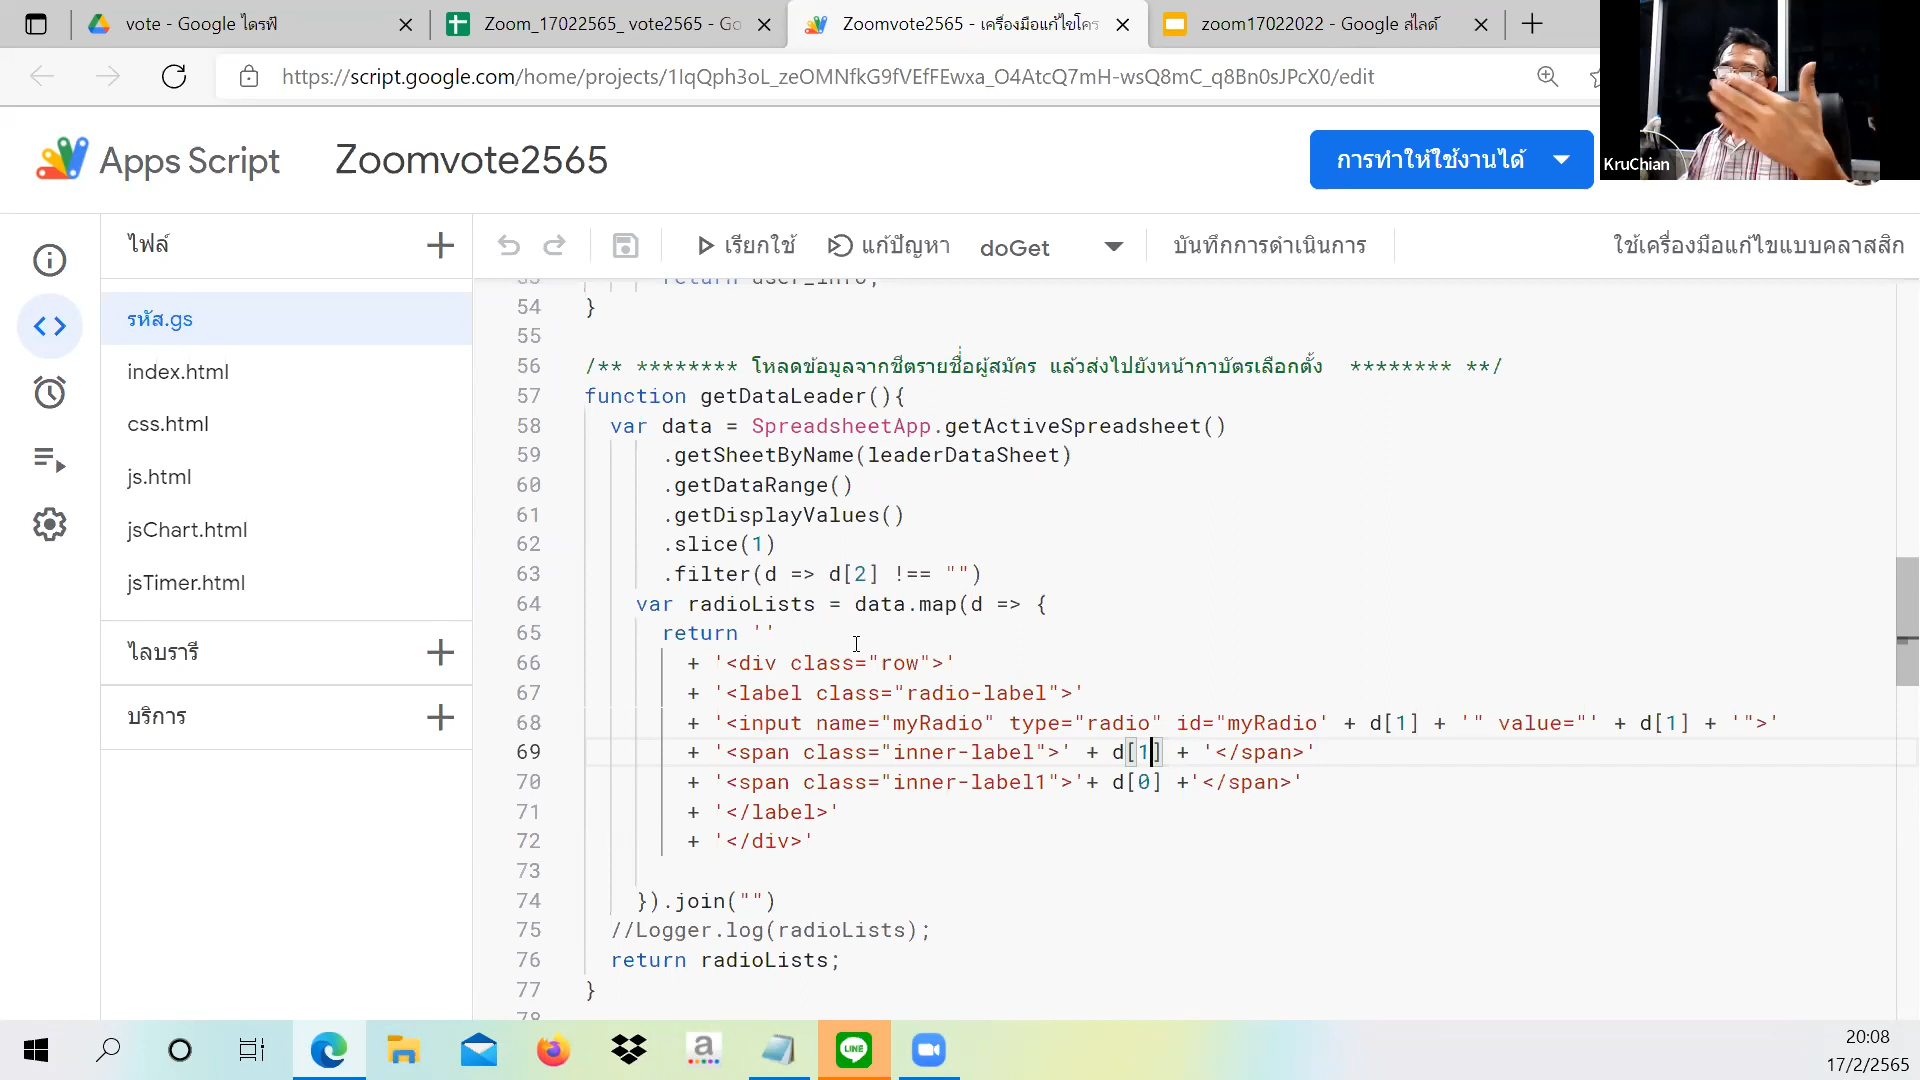 vote - Google ไดรฟ์
Zoom_17022565_ vote2565 - Go
Zoomvote2565 - เครื่องมือแก้ไขโคร
zoom17022022 - Google สไลด์
https://script.google.com/home/projects/1IqQph3oL_zeOMNfkG9fVEfFEwxa_O4AtcQ7mH-wsQ8mC_q8Bn0sJPcX0/edit
KruChian
Apps Script
Zoomvote2565
การทำให้ใช้งานได้
ไฟล์
เรียกใช้
แก้ปัญหา
doGet
บันทึกการดำเนินการ
ใช้เครื่องมือแก้ไขแบบคลาสสิก
รหัส.gs
index.html
css.html
js.html
jsChart.html
jsTimer.html
ไลบรารี
บริการ
53 return user_info;
54 }
55
56 /** ******** โหลดข้อมูลจากชีตรายชื่อผู้สมัคร แล้วส่งไปยังหน้ากาบัตรเลือกตั้ง ******** **/
57 function getDataLeader(){
58 var data = SpreadsheetApp.getActiveSpreadsheet()
59 .getSheetByName(leaderDataSheet)
60 .getDataRange()
61 .getDisplayValues()
62 .slice(1)
63 .filter(d => d[2] !== "")
64 var radioLists = data.map(d => {
65 return ''
66 + '<div class="row">'
67 + '<label class="radio-label">'
68 + '<input name="myRadio" type="radio" id="myRadio' + d[1] + '" value="' + d[1] + '">'
69 + '<span class="inner-label">' + d[1] + '</span>'
70 + '<span class="inner-label1">'+ d[0] +'</span>'
71 + '</label>'
72 + '</div>'
73
74 }).join("")
75 //Logger.log(radioLists);
76 return radioLists;
77 }
78
a
LINE
20:08
17/2/2565